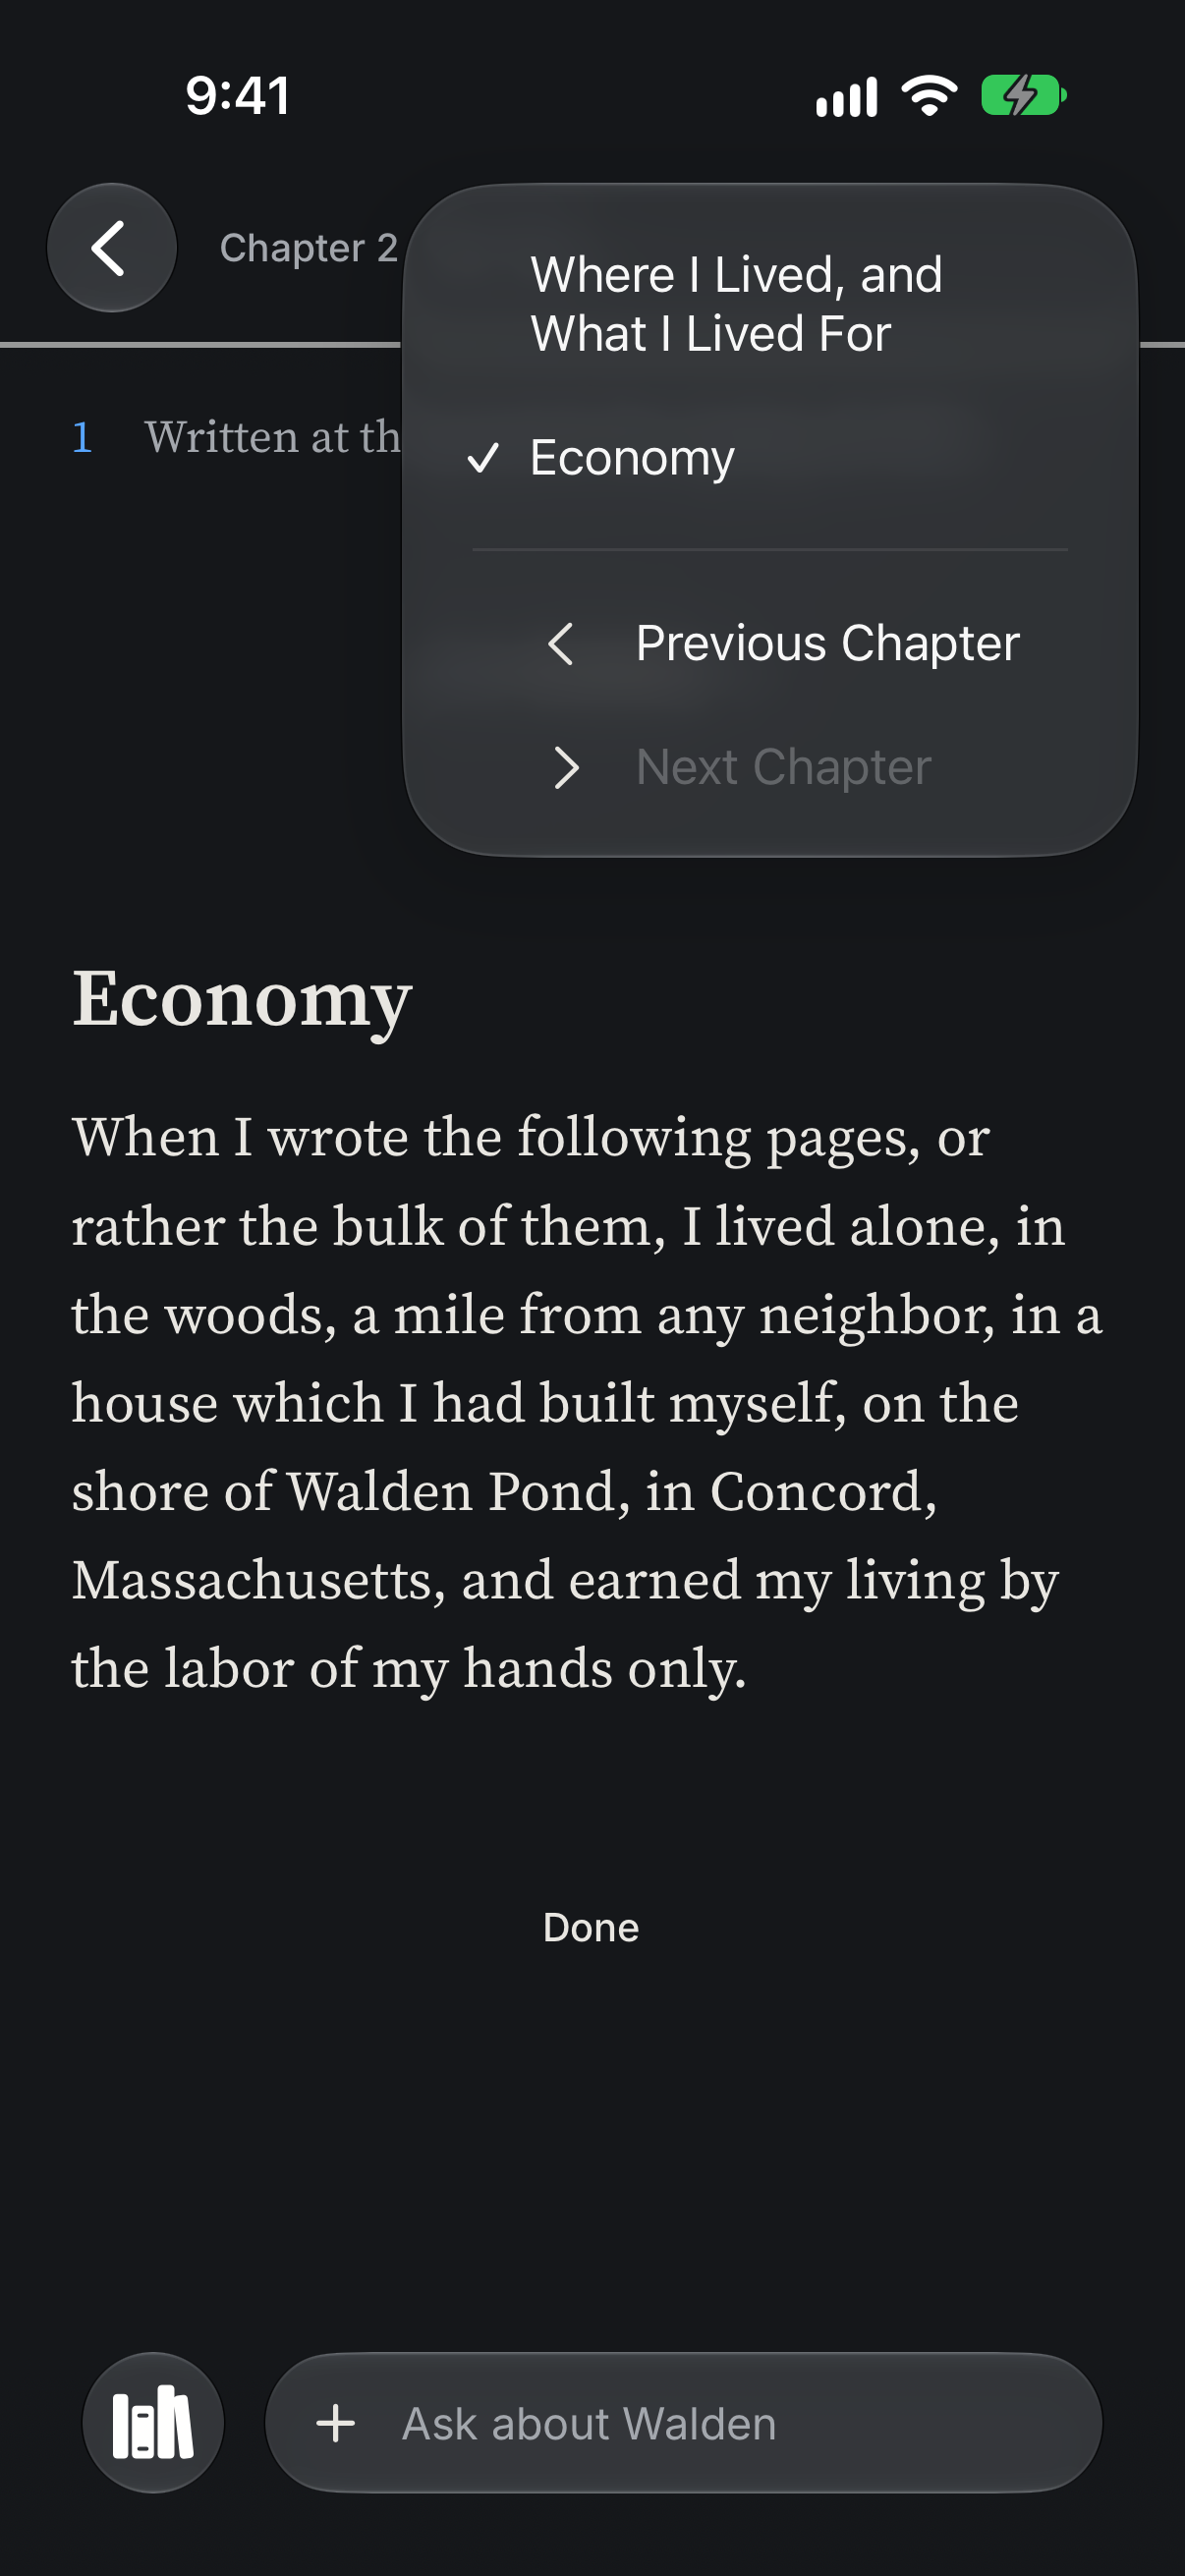 9:41
Chapter 2
Where I Lived, and
What I Lived For
Economy
Previous Chapter
Next Chapter
1 Written at
Economy
When I wrote the following pages, or
rather the bulk of them, I lived alone, in
the woods, a mile from any neighbor, in a
house which I had built myself, on the
shore of Walden Pond, in Concord,
Massachusetts, and earned my living by
the labor of my hands only.
Done
Ask about Walden